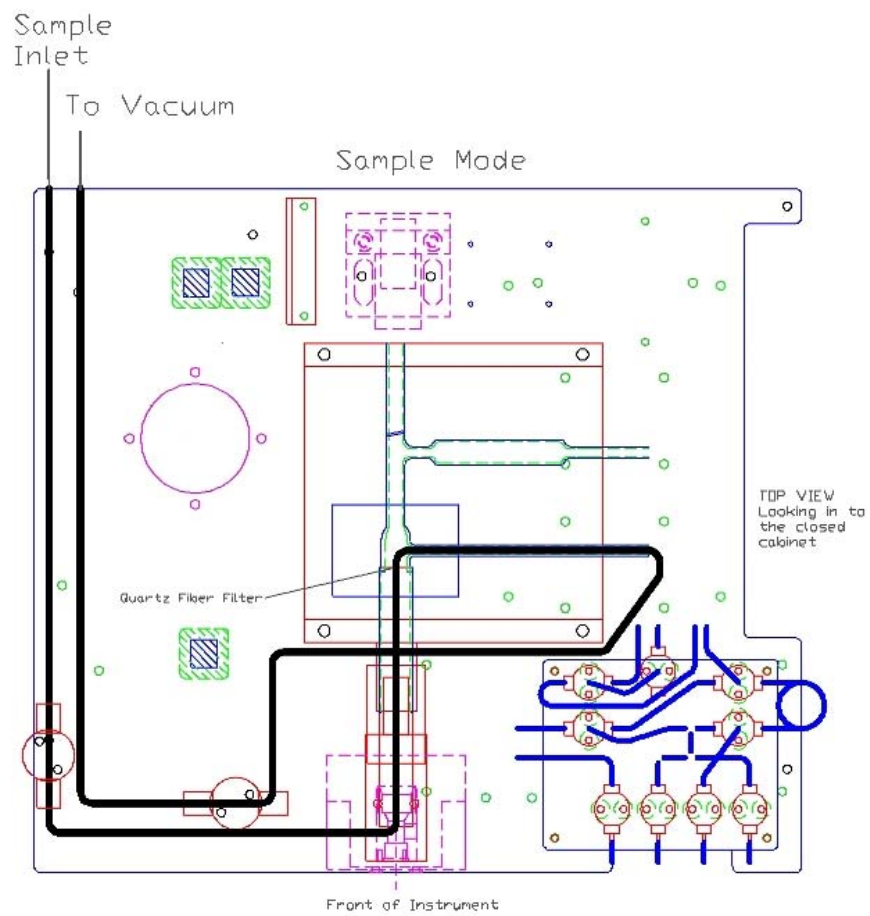 Sample
Inlet
To Vacuum
Sample Mode
TOP VIEW
Looking in to
the closed
cabinet
Quartz Fiber Filter
Front of Instrument